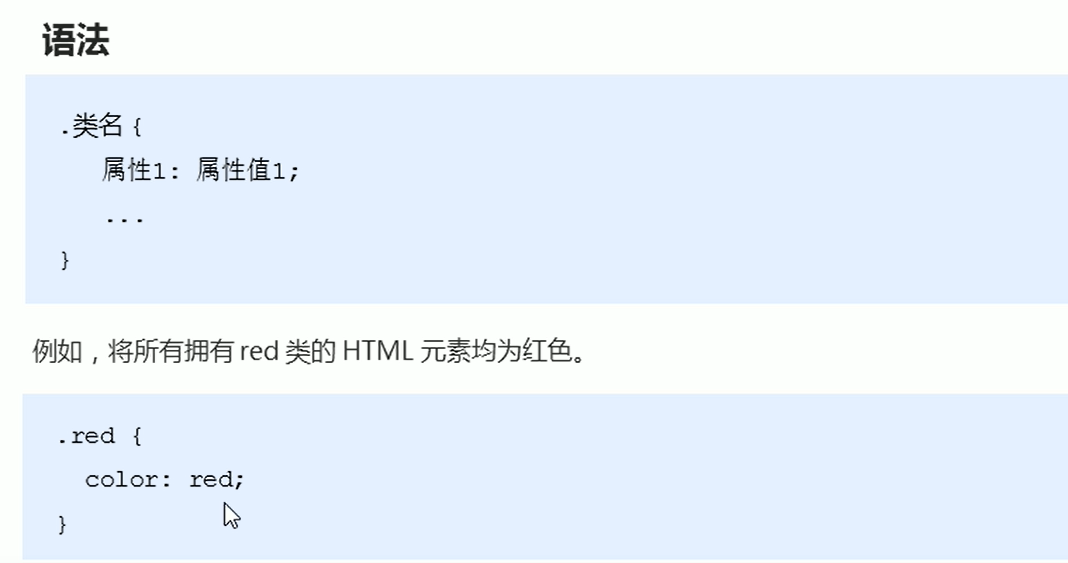 语法
.类名 {
属性1: 属性值1;
...
}
例如，将所有拥有 red 类的 HTML 元素均为红色。
.red {
color: red;
}